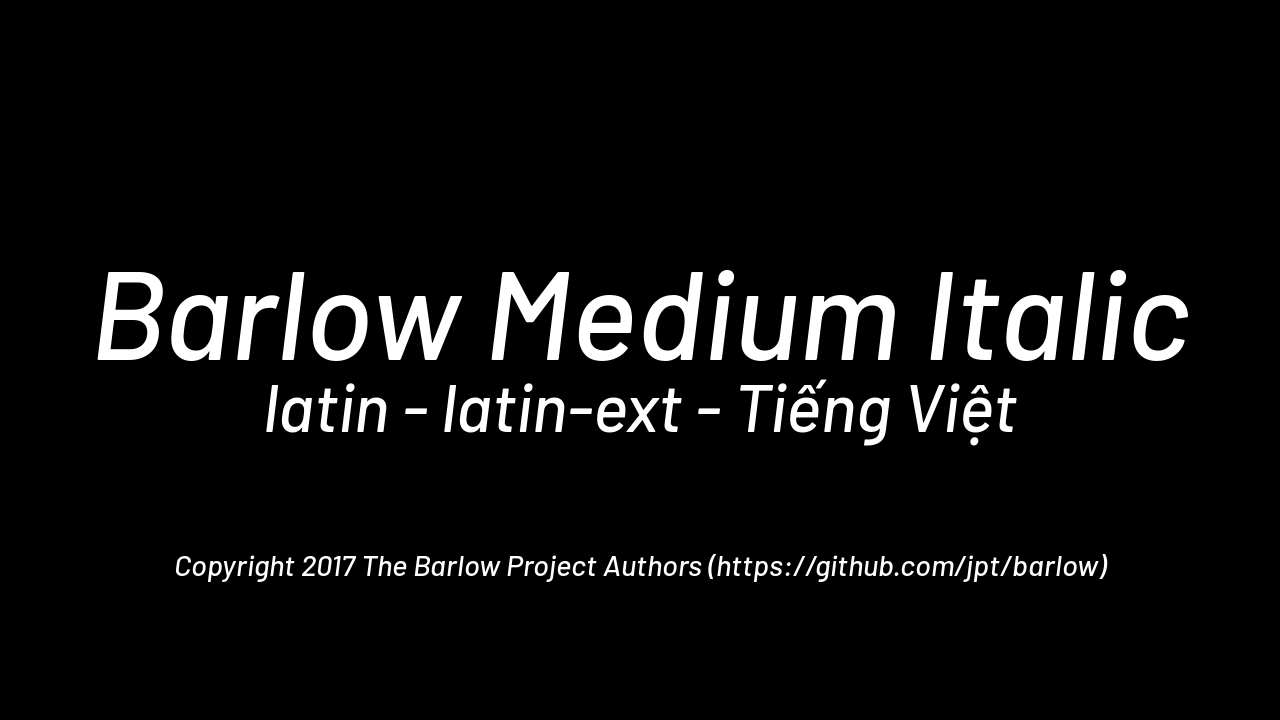 Barlow Medium Italic
latin - latin-ext - Tiếng Việt
Copyright 2017 The Barlow Project Authors (https://github.com/jpt/barlow)